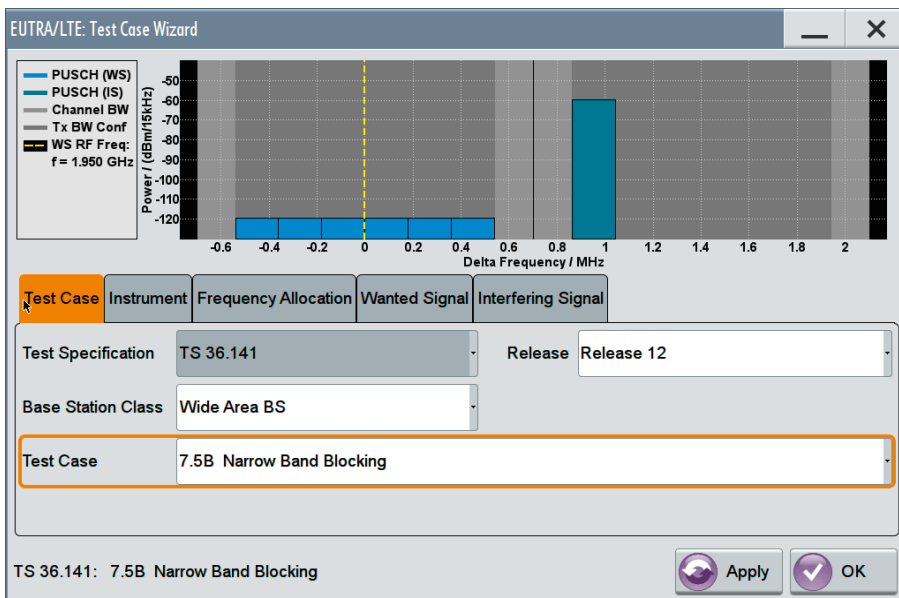 EUTRA/LTE: Test Case Wizard
PUSCH (WS)
PUSCH (IS)
Channel BW
Tx BW Conf
WS RF Freq:
f = 1.950 GHz
Power / (dBm/15kHz)
-50
-60
-70
-80
-90
-100
-110
-120
-0.6 -0.4 -0.2 0 0.2 0.4 0.6 0.8 1 1.2 1.4 1.6 1.8 2
Delta Frequency / MHz
Test Case Instrument Frequency Allocation Wanted Signal Interfering Signal
Test Specification TS 36.141 Release Release 12
Base Station Class Wide Area BS
Test Case 7.5B Narrow Band Blocking
TS 36.141: 7.5B Narrow Band Blocking Apply OK